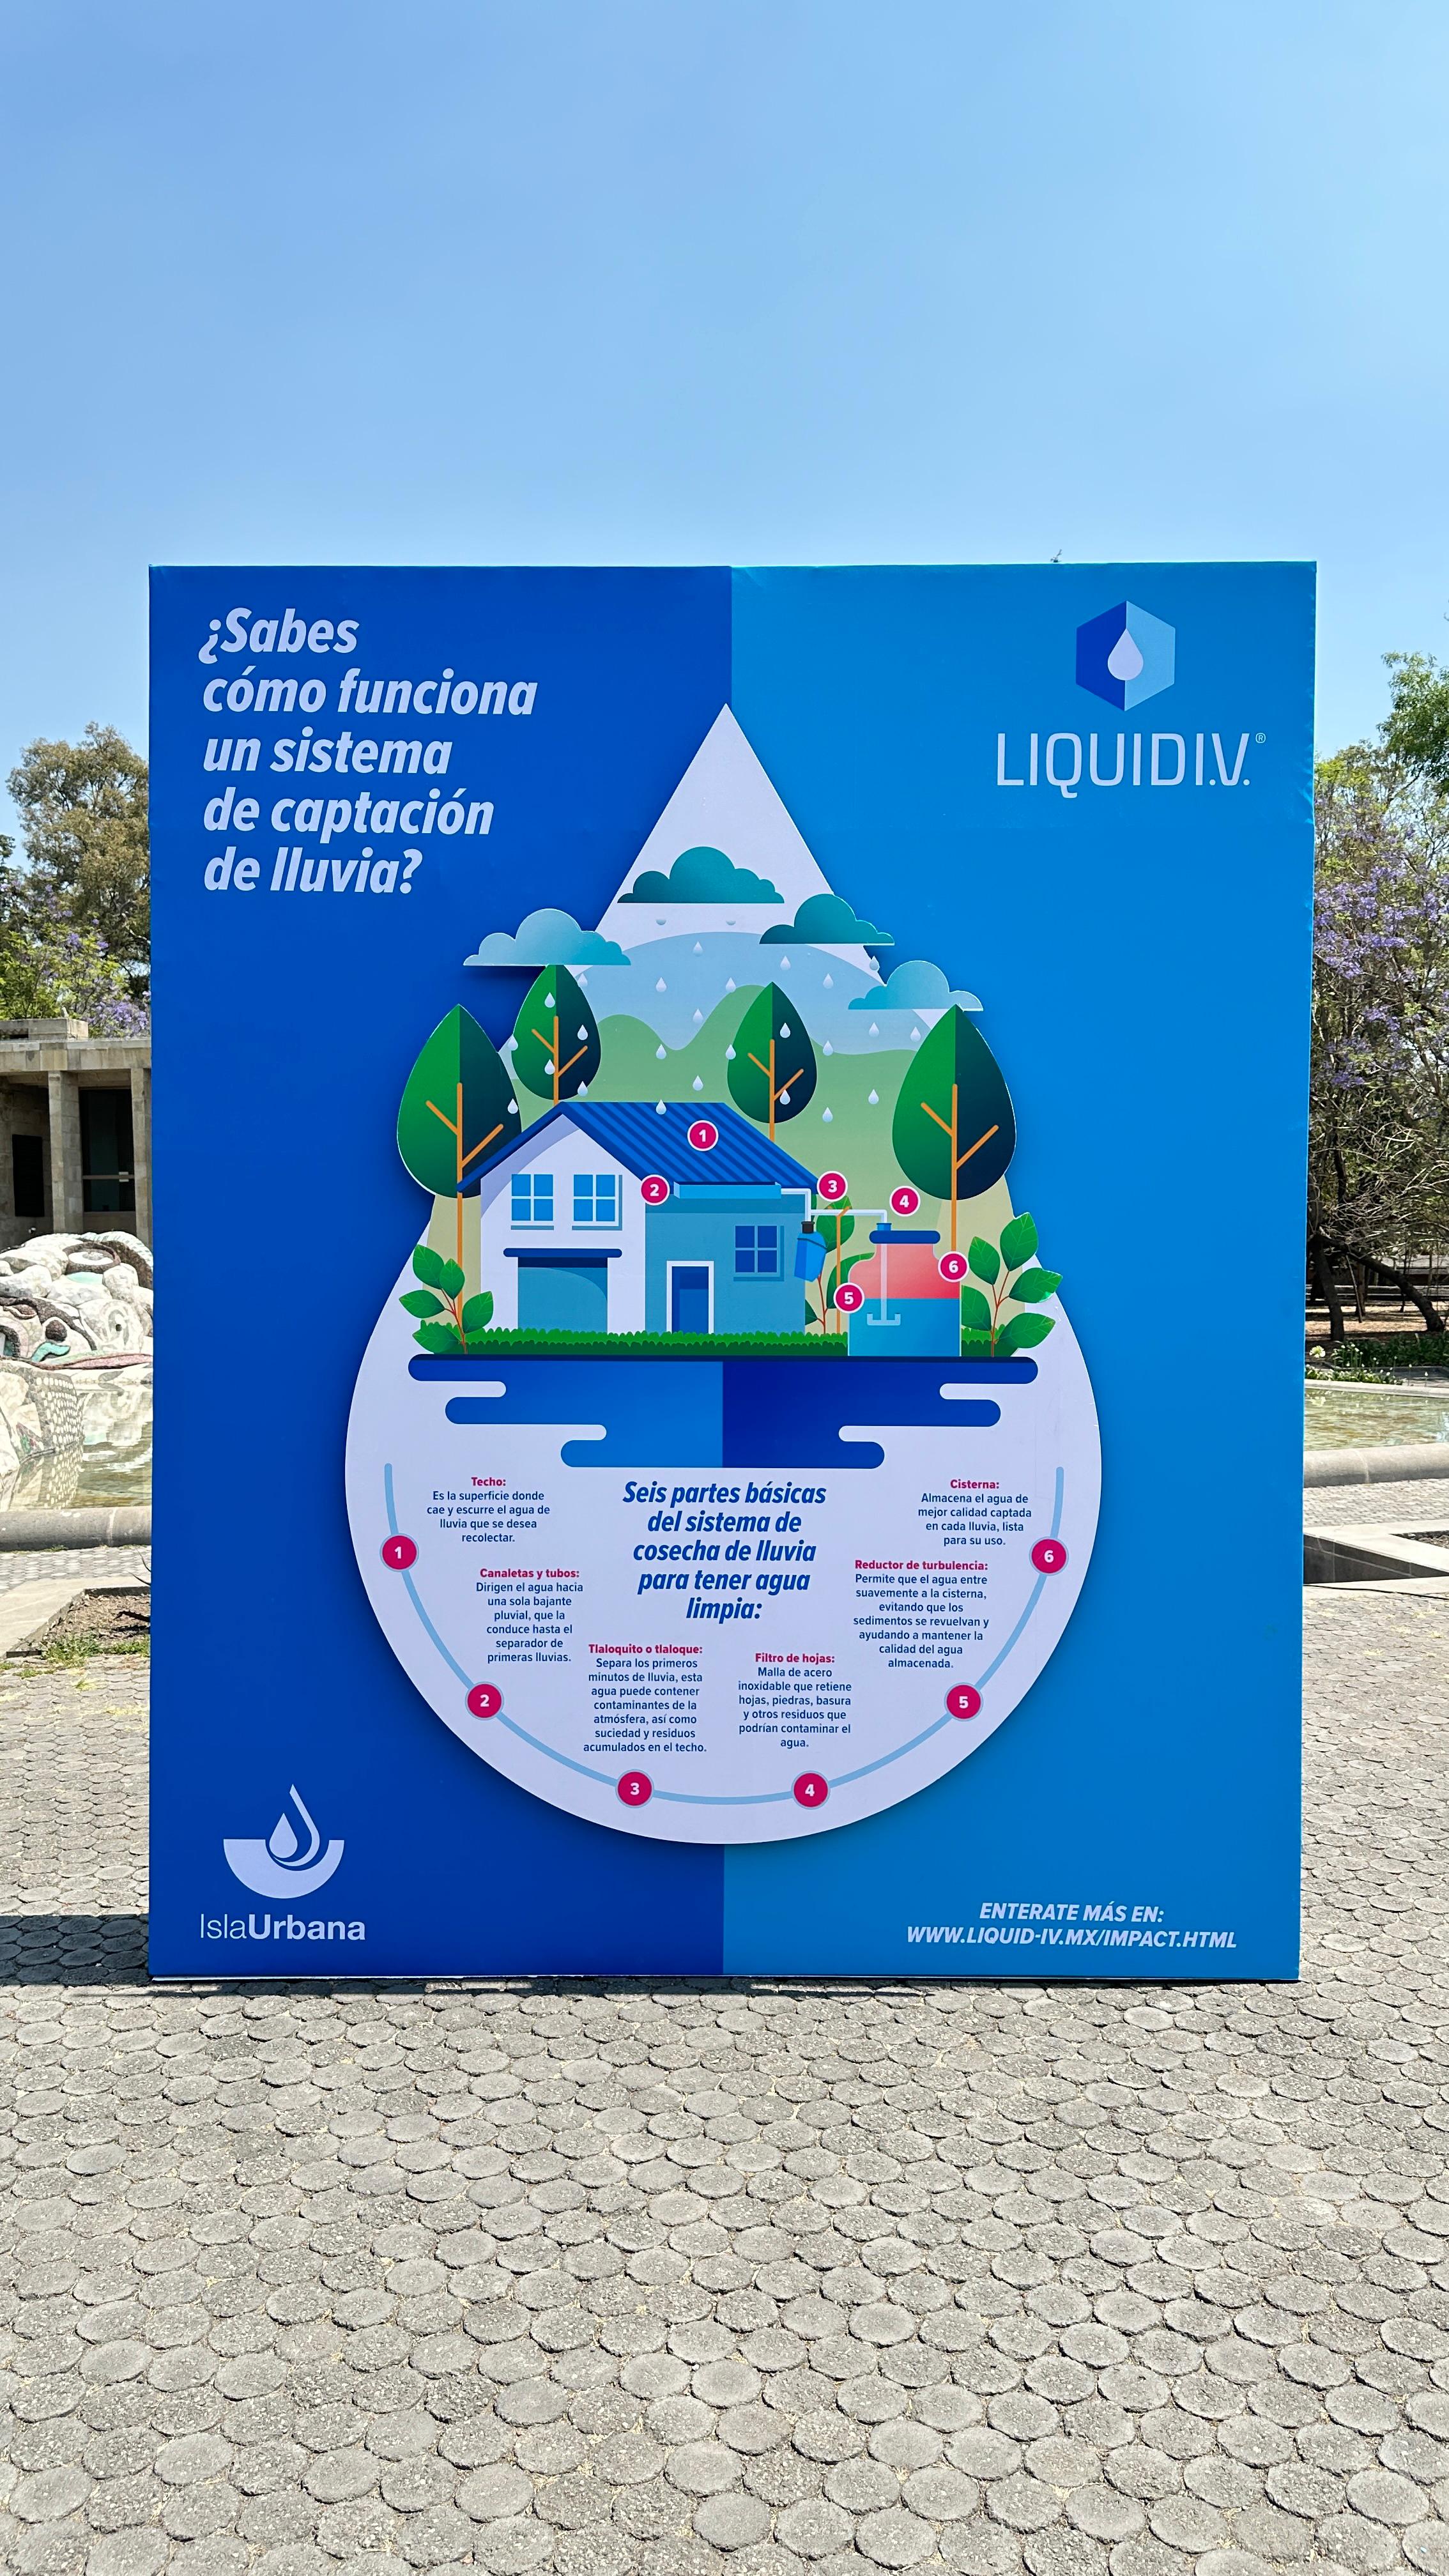 ¿Sabes
cómo funciona
un sistema
de captación
de lluvia?
LIQUID I.V.®
1
2
3
4
5
6
Seis partes básicas
del sistema de
cosecha de lluvia
para tener agua
limpia:
Techo:
Es la superficie donde
cae y escurre el agua de
lluvia que se desea
recolectar.
1
Canaletas y tubos:
Dirigen el agua hacia
una sola bajante
pluvial, que la
conduce hasta el
separador de
primeras lluvias.
2
Tlaloquito o tlaloque:
Separa los primeros
minutos de lluvia, esta
agua puede contener
contaminantes de la
atmósfera, así como
suciedad y residuos
acumulados en el techo.
3
Filtro de hojas:
Malla de acero
inoxidable que retiene
hojas, piedras, basura
y otros residuos que
podrían contaminar el
agua.
4
Reductor de turbulencia:
Permite que el agua entre
suavemente a la cisterna,
evitando que los
sedimentos se revuelvan y
ayudando a mantener la
calidad del agua
almacenada.
5
Cisterna:
Almacena el agua de
mejor calidad captada
en cada lluvia, lista
para su uso.
6
IslaUrbana
ENTERATE MÁS EN:
WWW.LIQUID-IV.MX/IMPACT.HTML